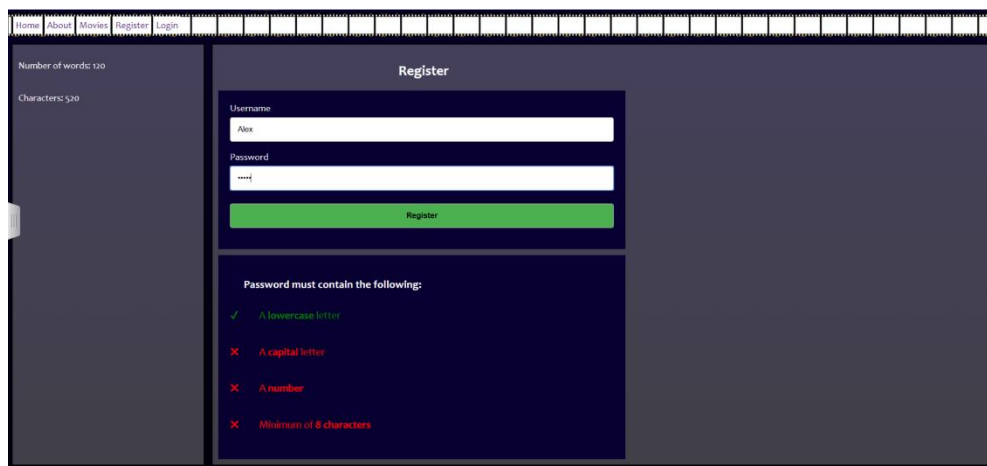 Home About Movies Register Login
Number of words: 120
Characters: 520
Register
Username
Alex
Password
•••••
Register
Password must contain the following:
✓ A lowercase letter
✕ A capital letter
✕ A number
✕ Minimum of 8 characters